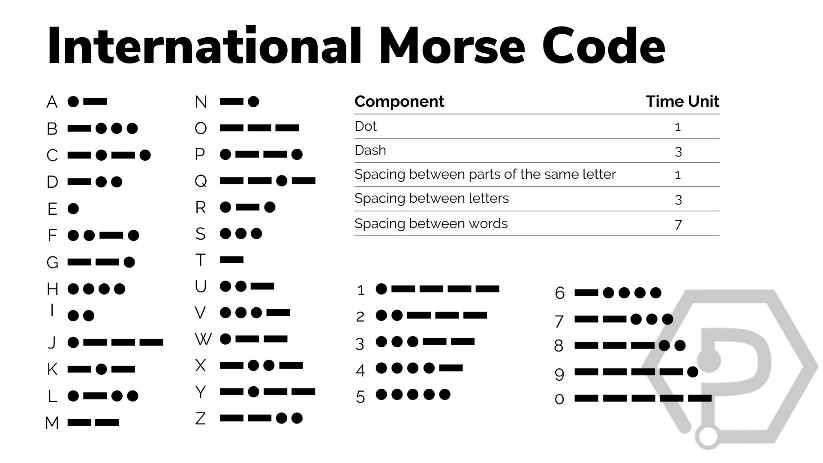 International Morse Code
A ●▬
B ▬●●●
C ▬●▬●
D ▬●●
E ●
F ●●▬●
G ▬▬●
H ●●●●
I ●●
J ●▬▬▬
K ▬●▬
L ●▬●●
M ▬▬
N ▬●
O ▬▬▬
P ●▬▬●
Q ▬▬●▬
R ●▬●
S ●●●
T ▬
U ●●▬
V ●●●▬
W ●▬▬
X ▬●●▬
Y ▬●▬▬
Z ▬▬●●
Component Time Unit
Dot 1
Dash 3
Spacing between parts of the same letter 1
Spacing between letters 3
Spacing between words 7
1 ●▬▬▬▬
2 ●●▬▬▬
3 ●●●▬▬
4 ●●●●▬
5 ●●●●●
6 ▬●●●●
7 ▬▬●●●
8 ▬▬▬●●
9 ▬▬▬▬●
0 ▬▬▬▬▬